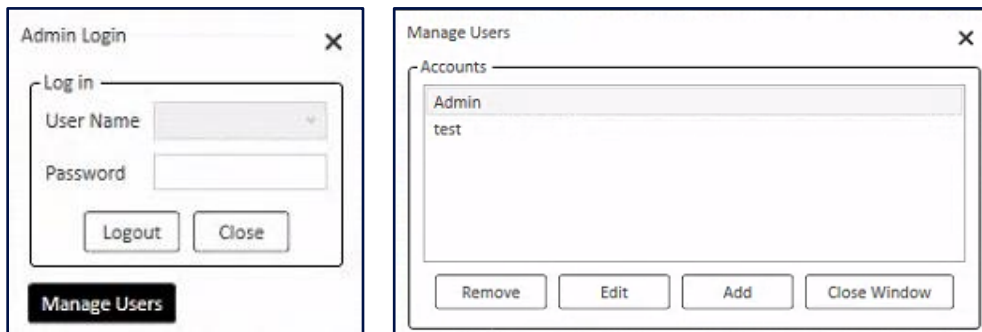 Admin Login
Log in
User Name
Password
Logout Close
Manage Users
Manage Users
Accounts
Admin
test
Remove Edit Add Close Window